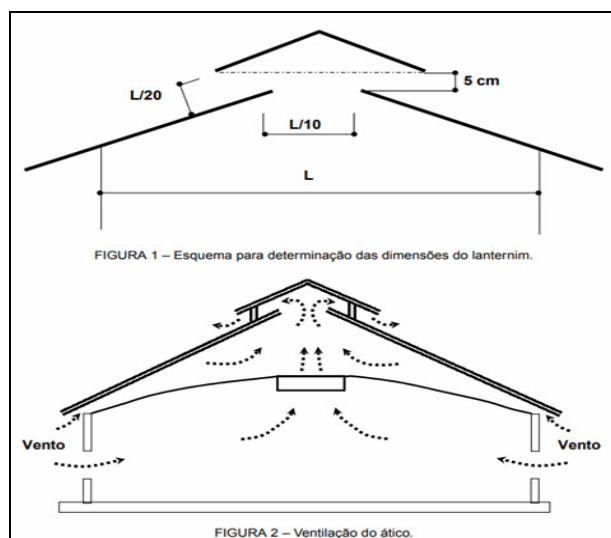 L/20
5 cm
L/10
L
FIGURA 1 – Esquema para determinação das dimensões do lanternim.
Vento
Vento
FIGURA 2 – Ventilação do ático.